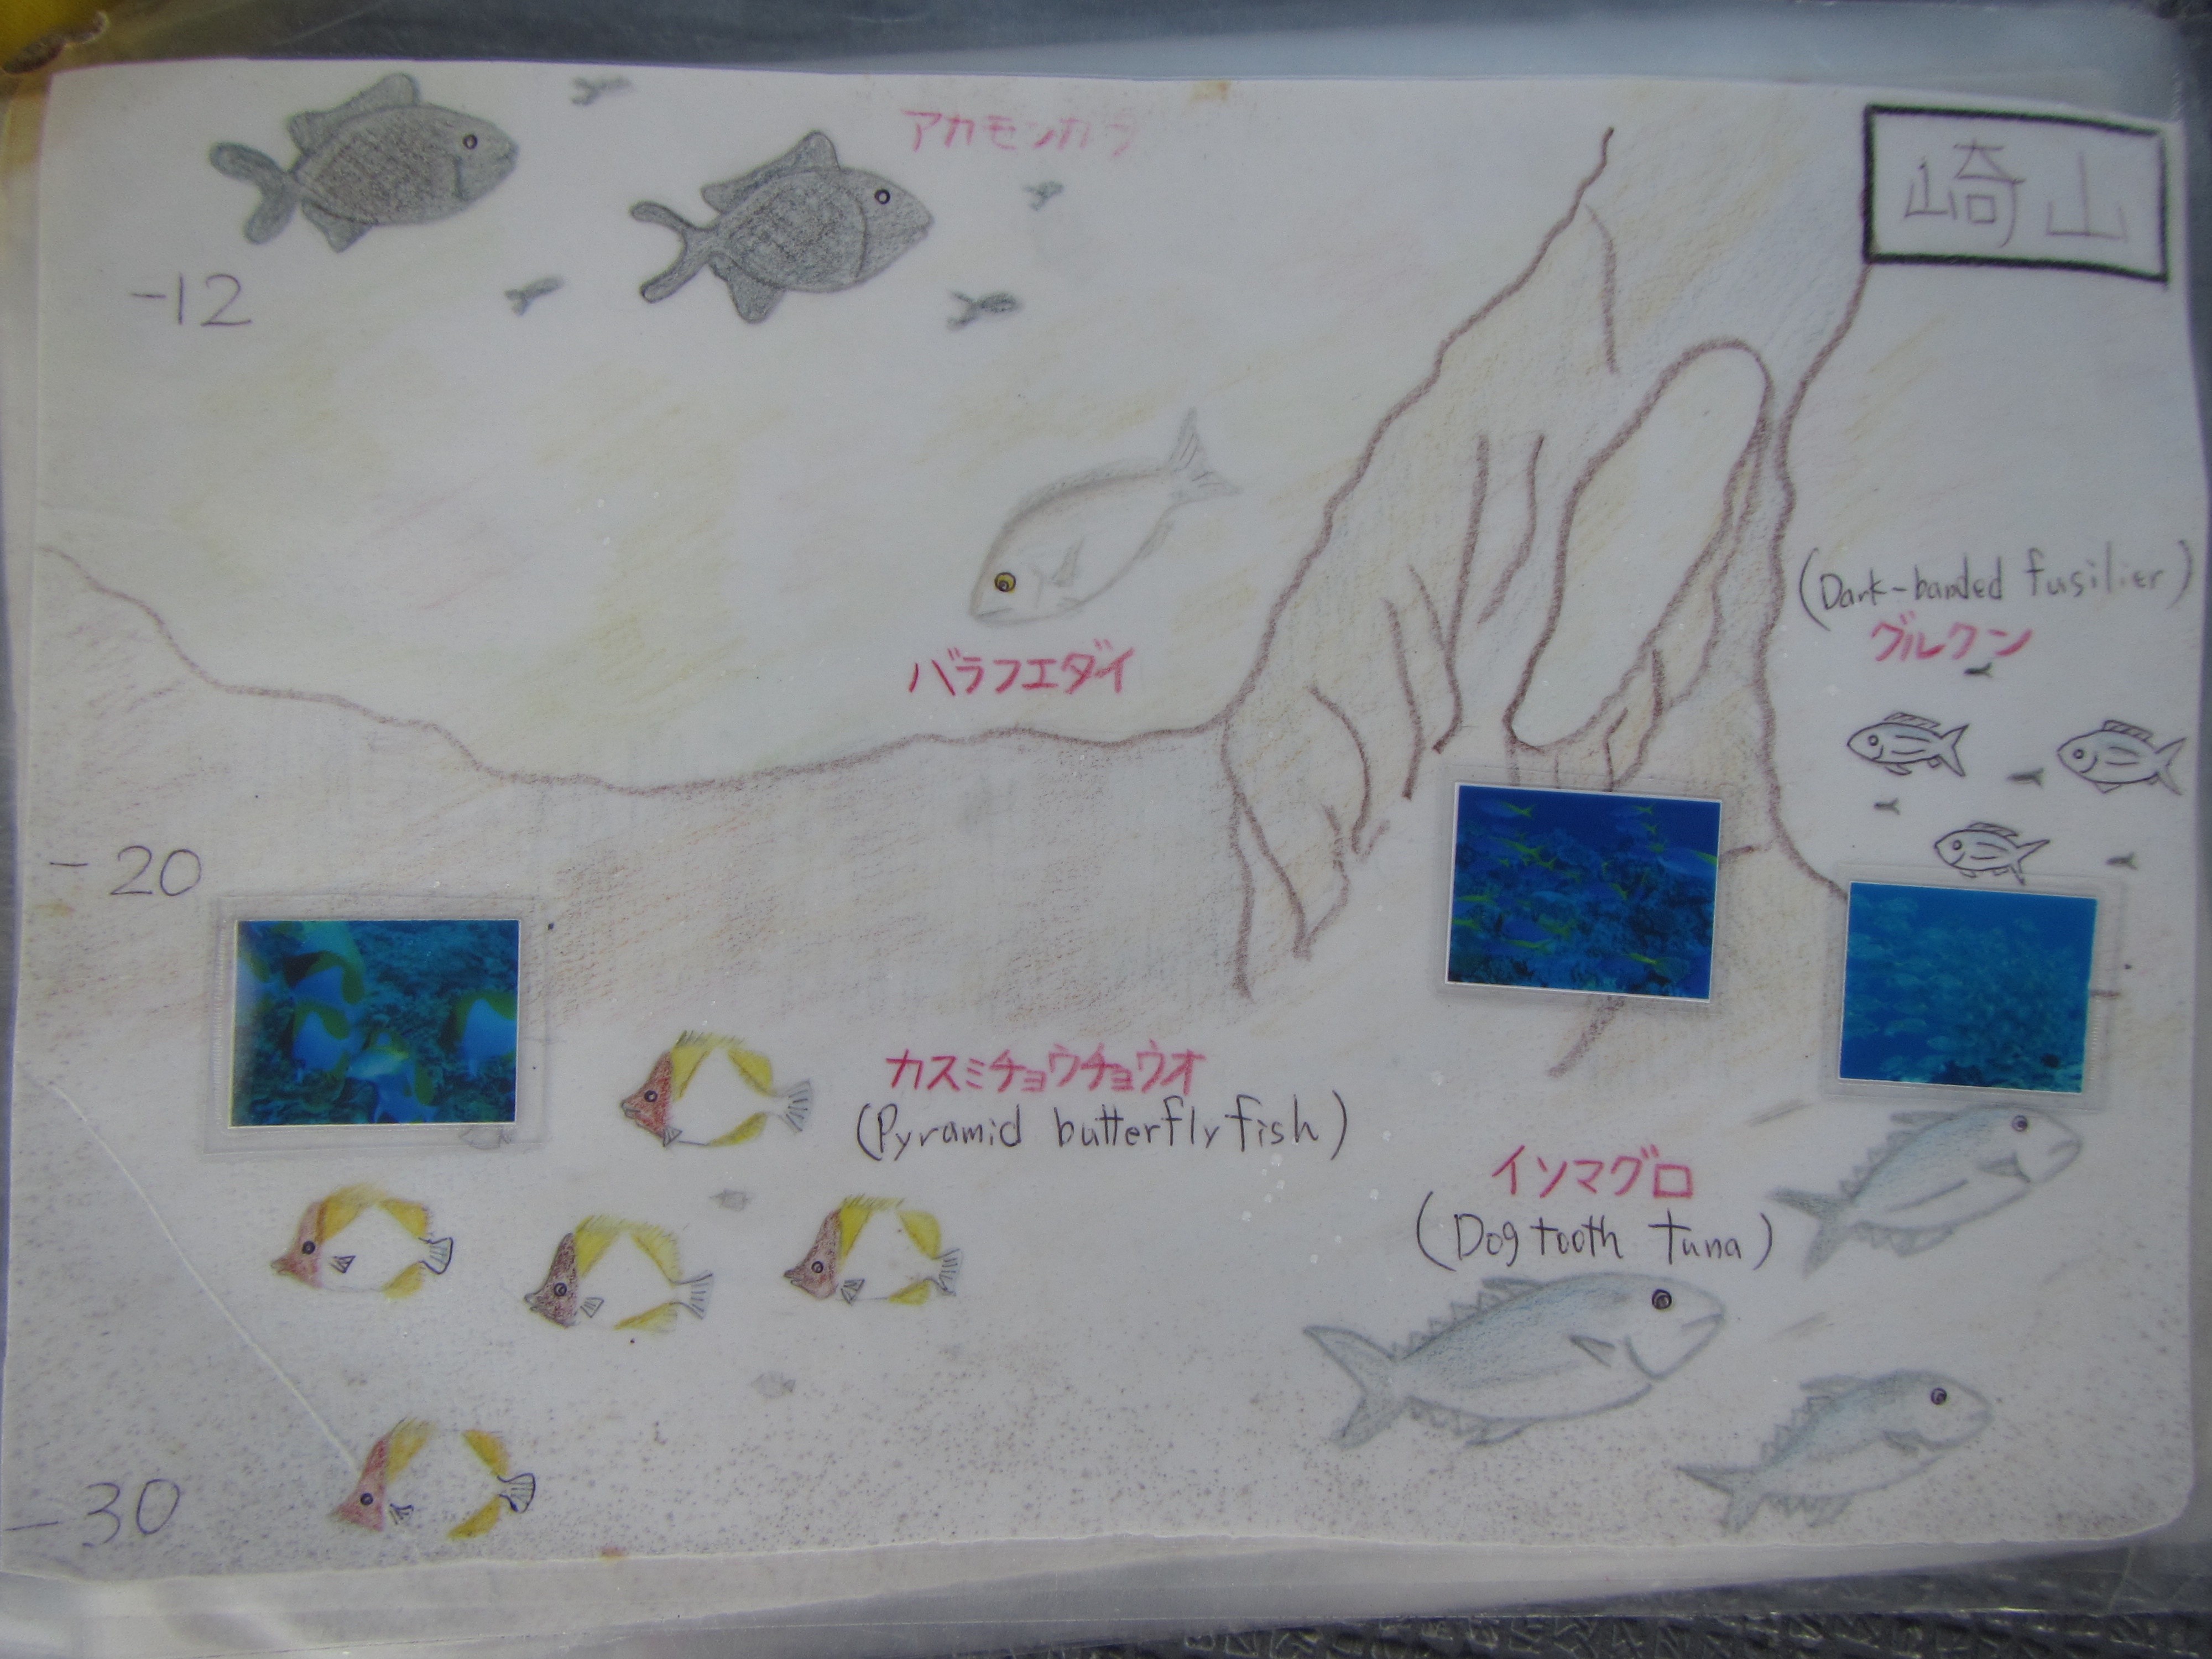 アカモンガラ
崎山
-12
(Dark-banded fusilier)
グルクン
バラフエダイ
-20
カスミチョウチョウオ
(Pyramid butterflyfish)
イソマグロ
(Dogtooth tuna)
-30